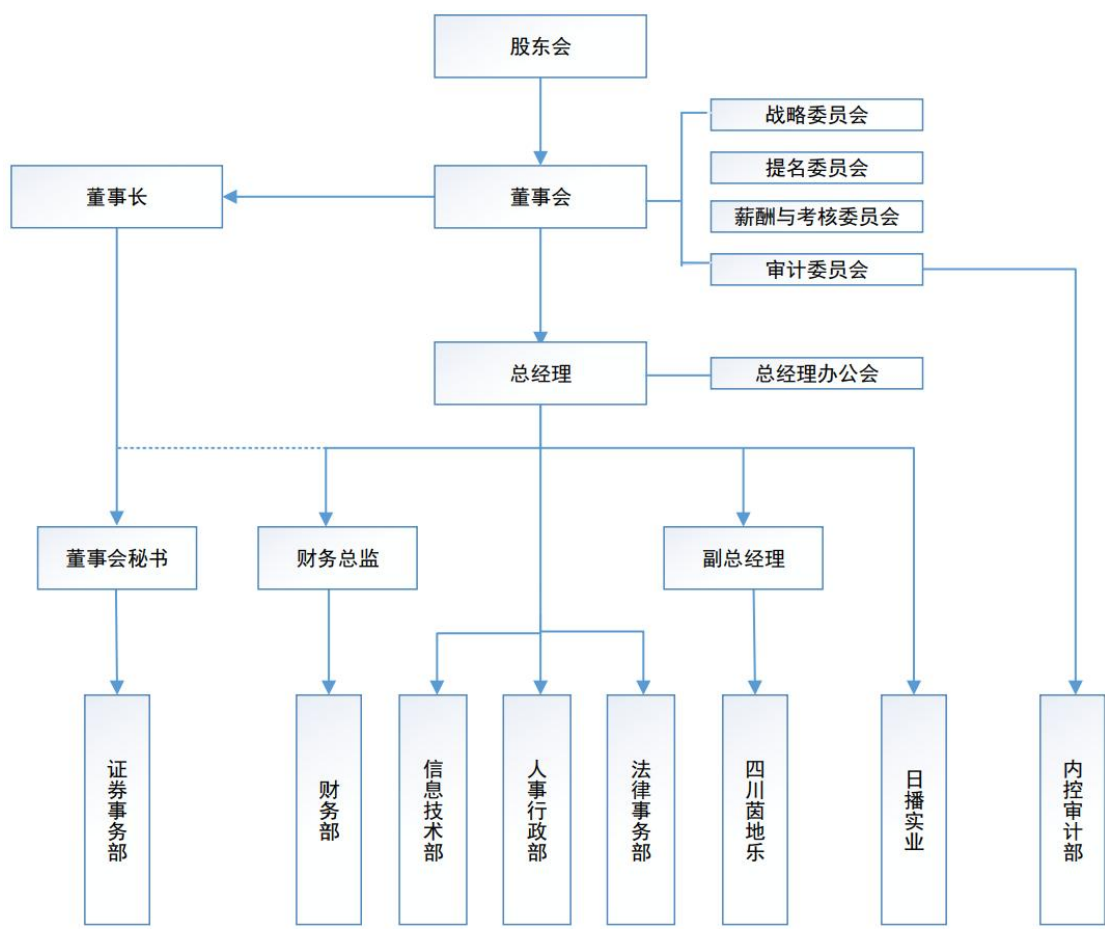 股东会
战略委员会
提名委员会
董事长
董事会
薪酬与考核委员会
审计委员会
总经理
总经理办公会
董事会秘书
财务总监
副总经理
证券事务部
财务部
信息技术部
人事行政部
法律事务部
四川茵地乐
日播实业
内控审计部